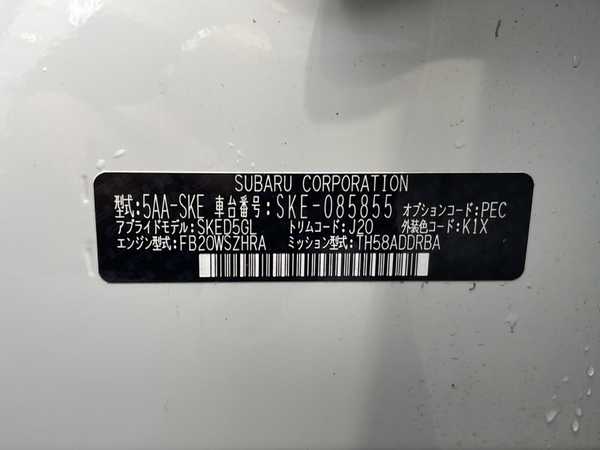 SUBARU CORPORATION
型式:5AA-SKE 車台番号:SKE-085855 オプションコード:PEC
アプライドモデル:SKED5GL トリムコード:J20 外装色コード:K1X
エンジン型式:FB20WSZHRA ミッション型式:TH58ADDRBA